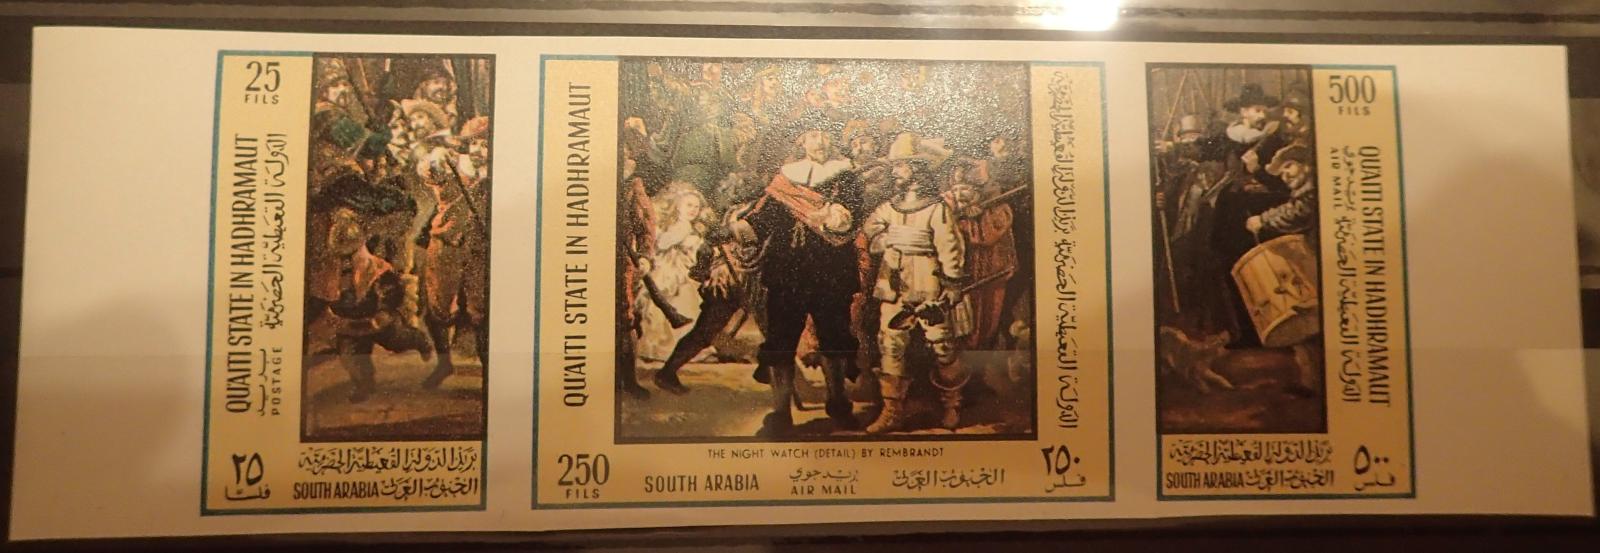 25
FILS
QU'AITI STATE IN HADHRAMAUT
الدولة القعيطية الحضرمية
بريد
POSTAGE
٢٥
فلسًا
بريد الدولة القعيطية الحضرمية
SOUTH ARABIA الجنوب العربي
QU'AITI STATE IN HADHRAMAUT
بريد الدولة القعيطية الحضرمية
الدولة القعيطية الحضرمية
THE NIGHT WATCH (DETAIL) BY REMBRANDT
250
FILS
SOUTH ARABIA
بريد جوي
AIR MAIL
الجنوب العربي
٢٥٠
فلس
500
FILS
QU'AITI STATE IN HADHRAMAUT
الدولة القعيطية الحضرمية
بريد جوي
AIR MAIL
بريد الدولة القعيطية الحضرمية
SOUTH ARABIA الجنوب العربي
٥٠٠
فلس